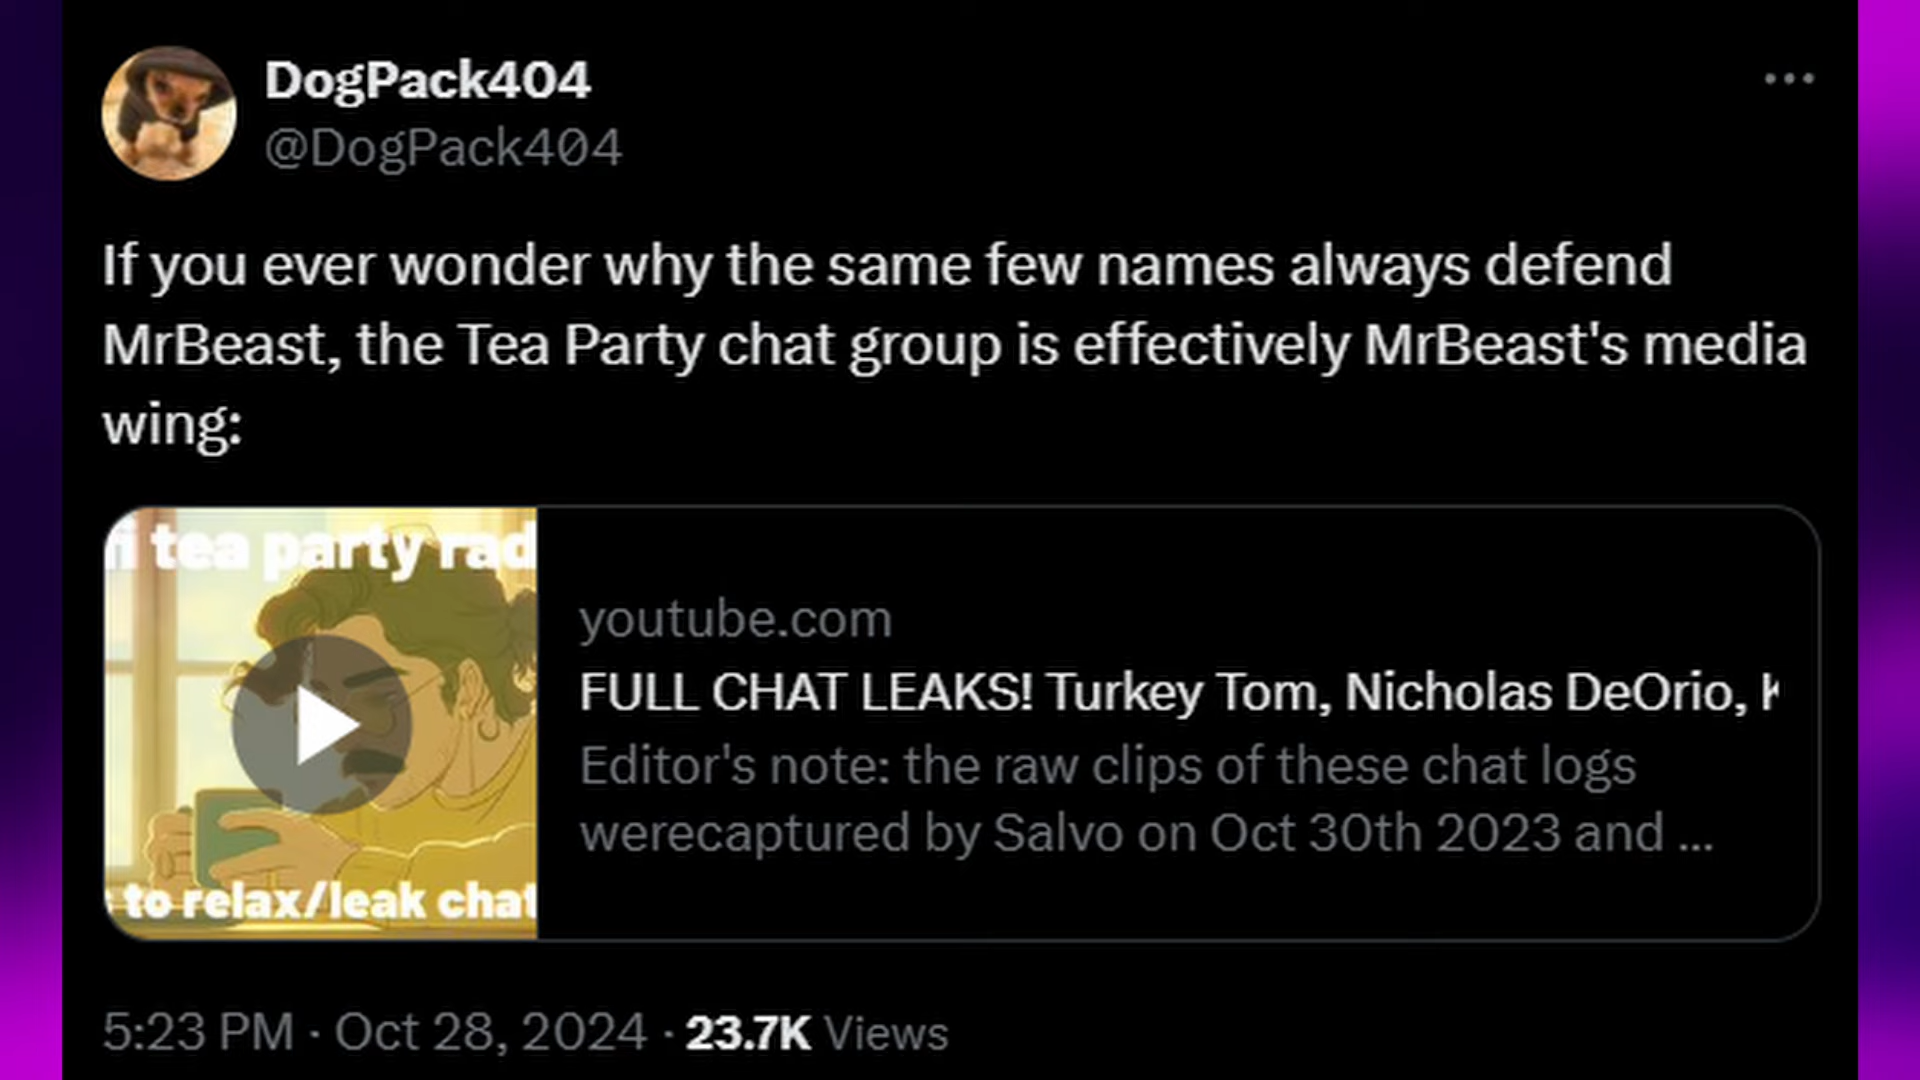 DogPack404
@DogPack404
If you ever wonder why the same few names always defend
MrBeast, the Tea Party chat group is effectively MrBeast's media
wing:
tea party rad
to relax/leak chat
youtube.com
FULL CHAT LEAKS! Turkey Tom, Nicholas DeOrio,
Editor's note: the raw clips of these chat logs
werecaptured by Salvo on Oct 30th 2023 and ...
5:23 PM · Oct 28, 2024 · 23.7K Views